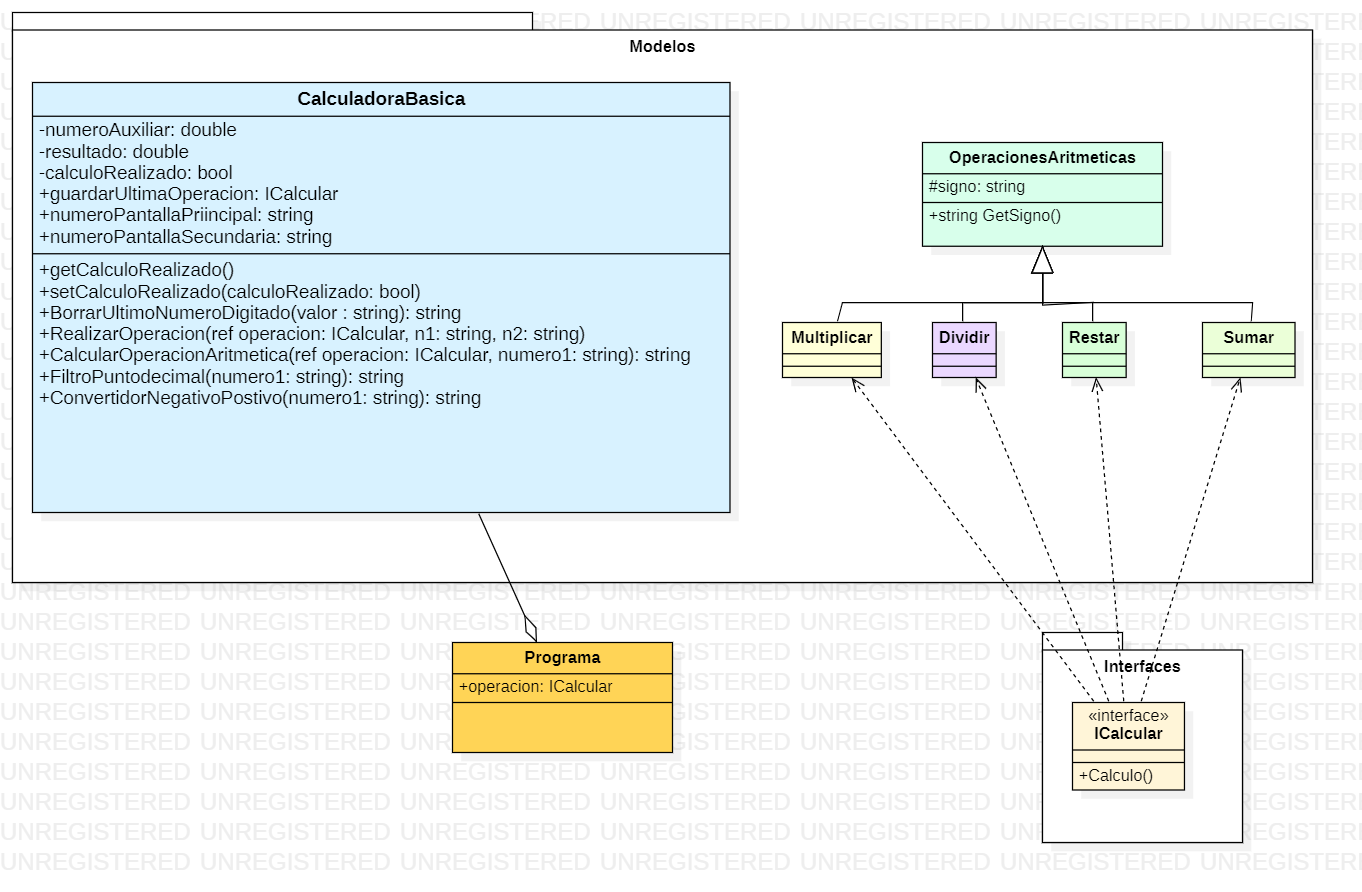 Modelos
CalculadoraBasica
-numeroAuxiliar: double
-resultado: double
-calculoRealizado: bool
+guardarUltimaOperacion: ICalcular
+numeroPantallaPriincipal: string
+numeroPantallaSecundaria: string
+getCalculoRealizado()
+setCalculoRealizado(calculoRealizado: bool)
+BorrarUltimoNumeroDigitado(valor : string): string
+RealizarOperacion(ref operacion: ICalcular, n1: string, n2: string)
+CalcularOperacionAritmetica(ref operacion: ICalcular, numero1: string): string
+FiltroPuntodecimal(numero1: string): string
+ConvertidorNegativoPostivo(numero1: string): string
OperacionesAritmeticas
#signo: string
+string GetSigno()
Multiplicar
Dividir
Restar
Sumar
Programa
+operacion: ICalcular
Interfaces
«interface»
ICalcular
+Calculo()
UNREGISTERED UNREGISTERED UNREGISTERED UNREGISTERED UNREGISTERED UNREGISTERED